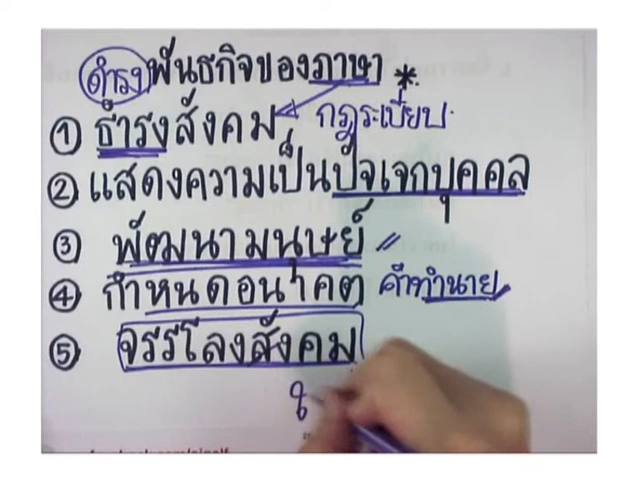 ดำรง พันธกิจของภาษา *
① ธำรงสังคม กฎระเบียบ
② แสดงความเป็นปัจเจกบุคคล
③ พัฒนามนุษย์
④ กำหนดอนาคต คำทำนาย
⑤ จรรโลงสังคม